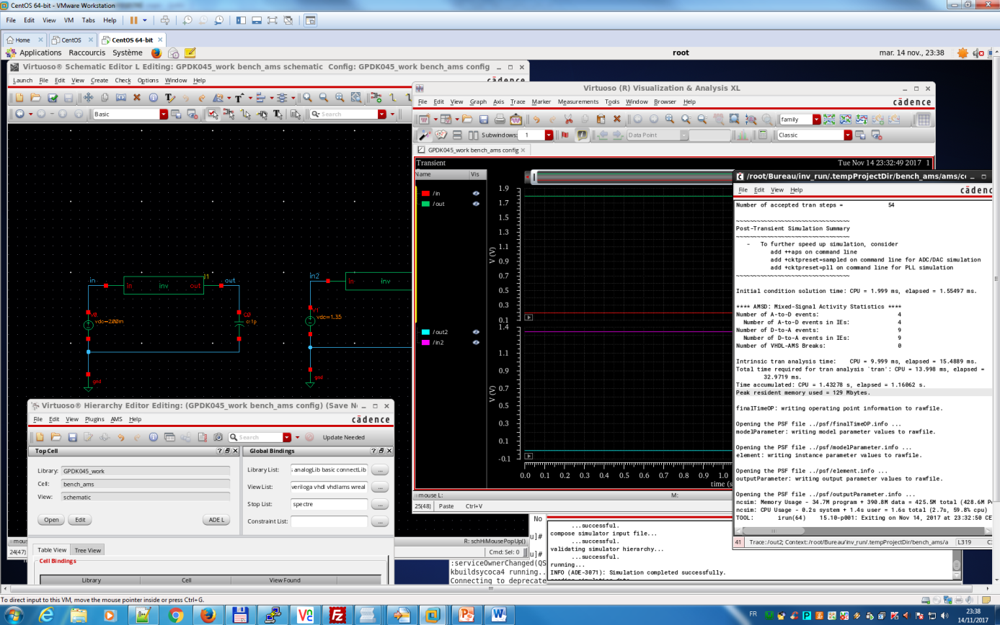 CentOS 64-bit - VMware Workstation
File Edit View VM Tabs Help
Home CentOS CentOS 64-bit
Applications Raccourcis Système root mar. 14 nov., 23:38
Virtuoso® Schematic Editor L Editing: GPDK045_work bench_ams schematic Config: GPDK045_work bench_ams config
Launch File Edit View Create Check Options Window Help cādence
Basic Search
in I1 out
in inv out
V0 vdc=200m C0 c:1p
gnd
in2
in inv
V1 vdc=1.35
gnd
Virtuoso (R) Visualization & Analysis XL
File Edit View Graph Axis Trace Marker Measurements Tools Window Browser Help cādence
family
Subwindows: 1 Data Point Classic
GPDK045_work bench_ams config
Transient Tue Nov 14 23:32:49 2017 1
Name Vis
/in
/out
/out2
/in2
1.9
1.7
1.5
1.3
1.1
0.9
0.7
0.5
0.3
0.1
V (V)
1.4
1.1
0.9
0.7
0.5
0.3
0.1
-0.1
V (V)
0.0 0.1 0.2 0.3 0.4 0.5 0.6 0.7 0.8 0.9 1.0
time (s
mouse L: M:
25(48) Paste Ctrl+V
/root/Bureau/inv_run/.tempProjectDir/bench_ams/ams/c
File Edit View Help cādenc
Number of accepted tran steps = 54
~~~~~~~~~~~~~~~~~~~~~~~~~~~~~~
Post-Transient Simulation Summary
~~~~~~~~~~~~~~~~~~~~~~~~~~~~~~
- To further speed up simulation, consider
add ++aps on command line
add +cktpreset=sampled on command line for ADC/DAC simulation
add +cktpreset=pll on command line for PLL simulation
~~~~~~~~~~~~~~~~~~~~~~~~~~~~~~
Initial condition solution time: CPU = 1.999 ms, elapsed = 1.55497 ms.
**** AMSD: Mixed-Signal Activity Statistics ****
Number of A-to-D events: 4
Number of A-to-D events in IEs: 4
Number of D-to-A events: 9
Number of D-to-A events in IEs: 9
Number of VHDL-AMS Breaks: 0
Intrinsic tran analysis time: CPU = 9.999 ms, elapsed = 15.4889 ms.
Total time required for tran analysis `tran': CPU = 13.998 ms, elapsed =
32.9719 ms.
Time accumulated: CPU = 1.43278 s, elapsed = 1.16062 s.
Peak resident memory used = 129 Mbytes.
finalTimeOP: writing operating point information to rawfile.
Opening the PSF file ../psf/finalTimeOP.info ...
modelParameter: writing model parameter values to rawfile.
Opening the PSF file ../psf/modelParameter.info ...
element: writing instance parameter values to rawfile.
Opening the PSF file ../psf/element.info ...
outputParameter: writing output parameter values to rawfile.
Opening the PSF file ../psf/outputParameter.info ...
ncsim: Memory Usage - 34.7M program + 390.8M data = 425.5M total (428.6M P
ncsim: CPU Usage - 0.2s system + 1.4s user = 1.6s total (2.7s, 59.8% cpu)
TOOL: irun(64) 15.10-p001: Exiting on Nov 14, 2017 at 23:32:50 CE
41 Trace: /out2; Context: /root/Bureau/inv_run/.tempProjectDir/bench_ams/a L319
Virtuoso® Hierarchy Editor Editing: (GPDK045_work bench_ams config) (Save N
File Edit View Plugins AMS Help cādence
Search Update Needed
Top Cell
Library: GPDK045_work
Cell: bench_ams
View: schematic
Open Edit ADE L
Global Bindings
Library List: analogLib basic connectLib ...
View List: veriloga vhdl vhdlams wreal ...
Stop List: spectre ...
Constraint List: ...
Table View Tree View
Cell Bindings
Library Cell View Found
mous R: schHiMousePopUp()
24(47) Cmd: Sel: 0
No
u]#
u]#
:serviceOwnerChanged(QS
kbuildsycoca4 running..
Connecting to deprecate
...successful.
compose simulator input file...
...successful.
validating simulator hierarchy...
...successful.
running...
INFO (ADE-3071): Simulation completed successfully.
reading simulation data
To direct input to this VM, move the mouse pointer inside or press Ctrl+G.
FR 23:38
14/11/2017